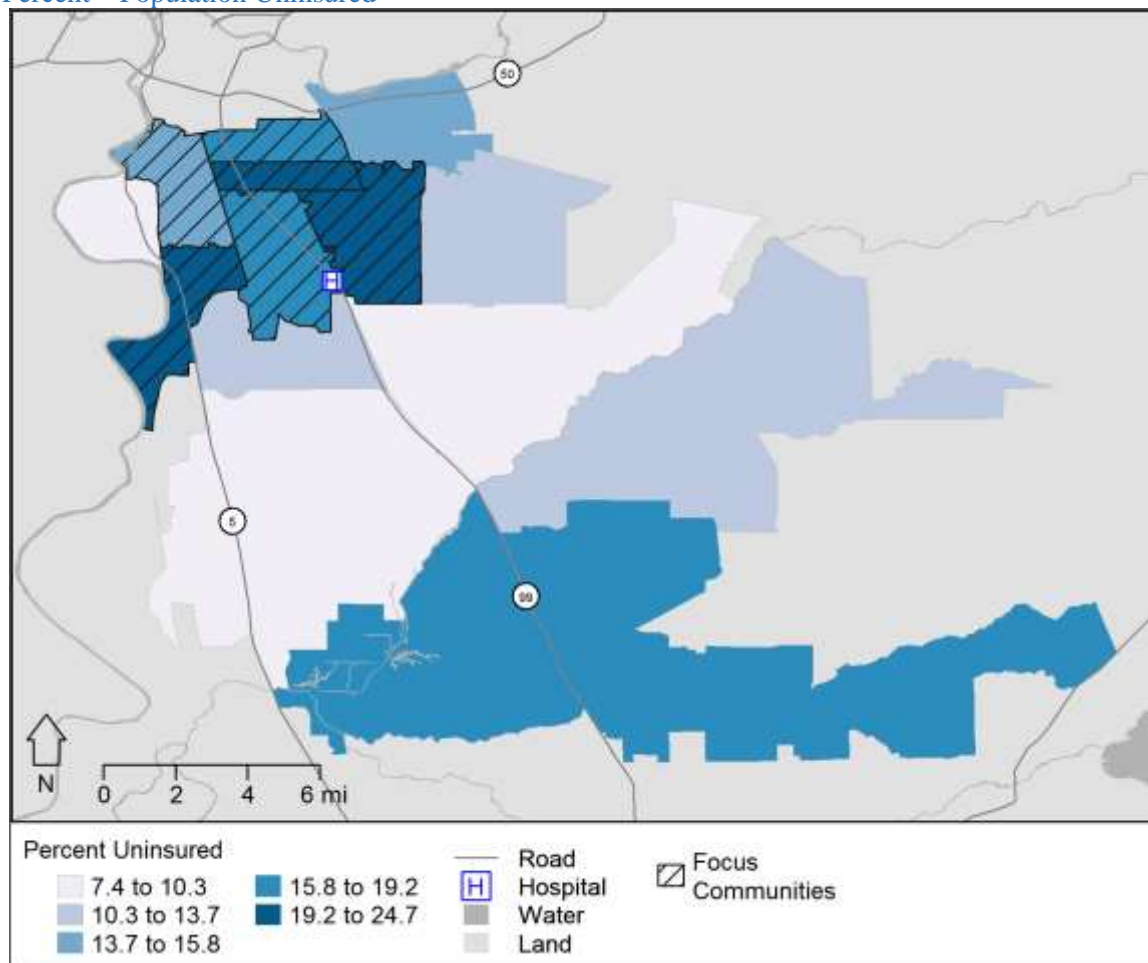 Percent – Population Uninsured
50
H
5
99
N
0 2 4 6 mi
Percent Uninsured
7.4 to 10.3
10.3 to 13.7
13.7 to 15.8
15.8 to 19.2
19.2 to 24.7
Road
H Hospital
Water
Land
Focus
Communities